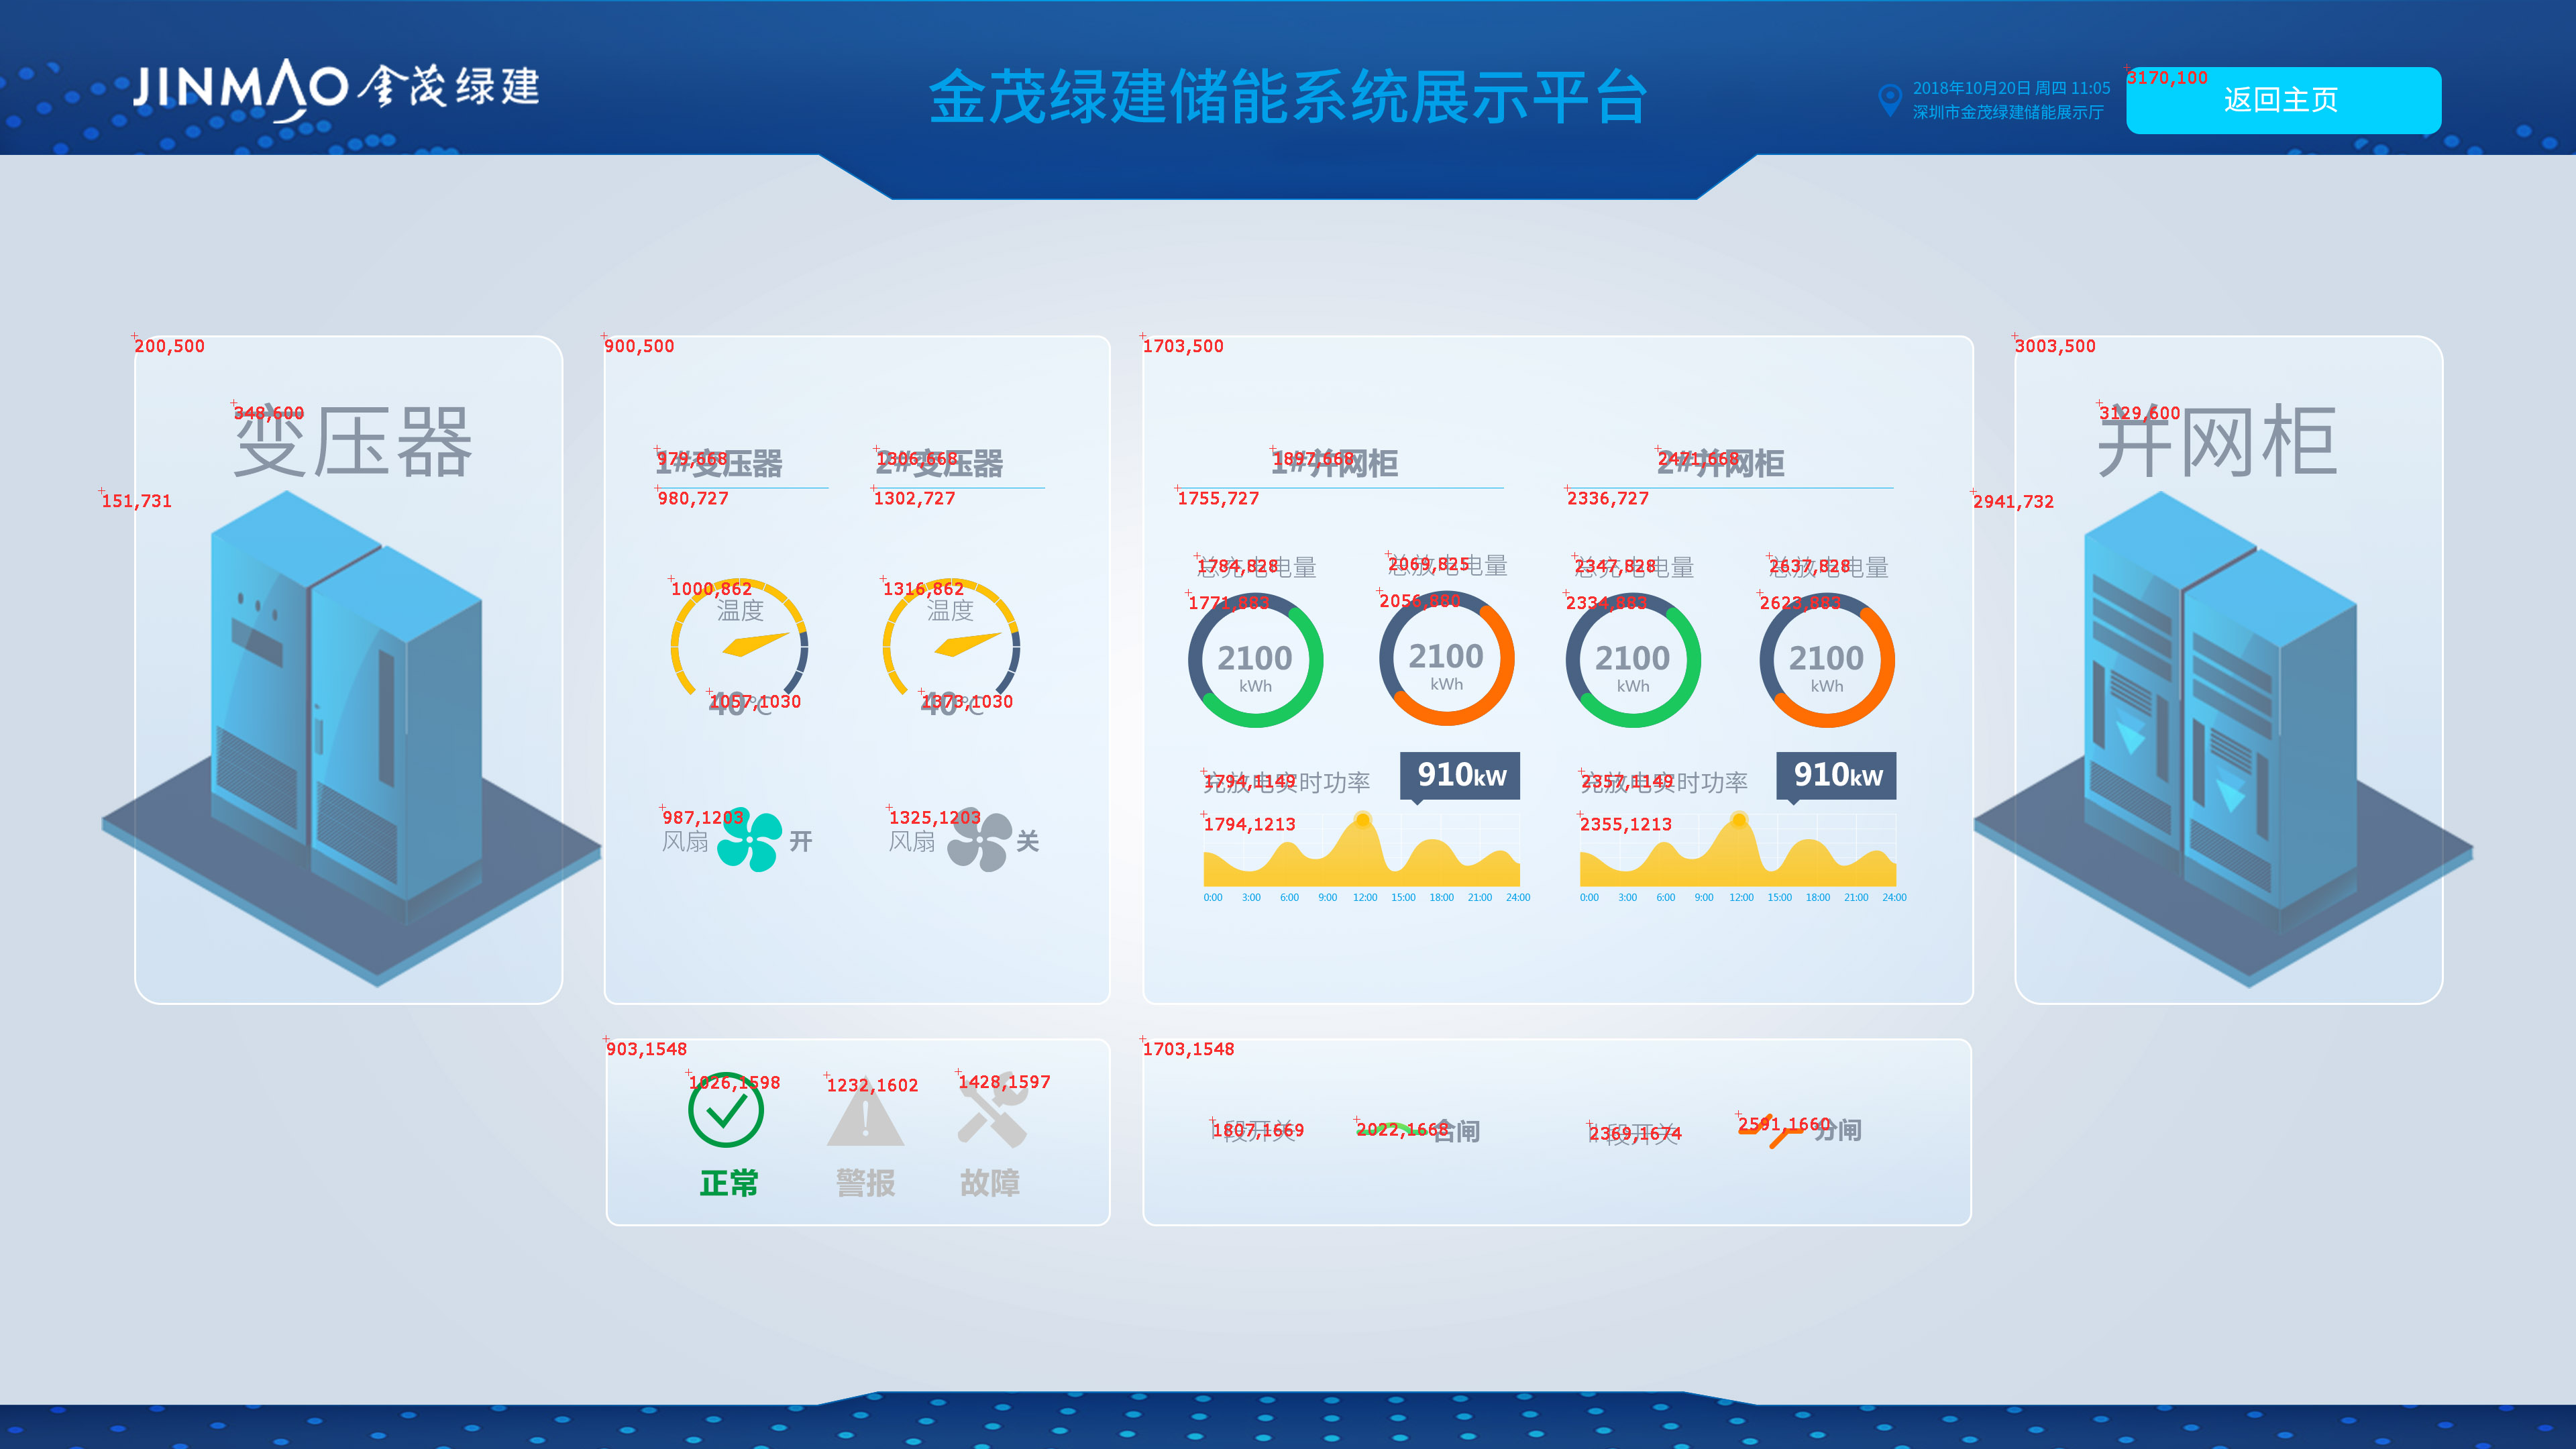 JINMAO 金茂绿建
金茂绿建储能系统展示平台
2018年10月20日 周四 11:05
深圳市金茂绿建储能展示厅
3170,100
返回主页
200,500
900,500
1703,500
3003,500
348,600
变压器
3129,600
并网柜
979,668
1#变压器
1306,668
2#变压器
1897,668
1#并网柜
2471,668
2#并网柜
151,731
980,727
1302,727
1755,727
2336,727
2941,732
1784,828
总充电电量
2069,825
总放电电量
2347,828
总充电电量
2637,828
总放电电量
1000,862
温度
1316,862
温度
1771,883
2056,880
2334,883
2623,883
2100
kWh
2100
kWh
2100
kWh
2100
kWh
1057,1030
40℃
1373,1030
40℃
1794,1149
充放电实时功率
910kW
2357,1149
充放电实时功率
910kW
987,1203
风扇
开
1325,1203
风扇
关
1794,1213
2355,1213
0:00 3:00 6:00 9:00 12:00 15:00 18:00 21:00 24:00
0:00 3:00 6:00 9:00 12:00 15:00 18:00 21:00 24:00
903,1548
1703,1548
1026,1598
1232,1602
1428,1597
正常
警报
故障
1807,1669
段开关
2022,1668
合闸
2369,1674
段开关
2591,1660
分闸